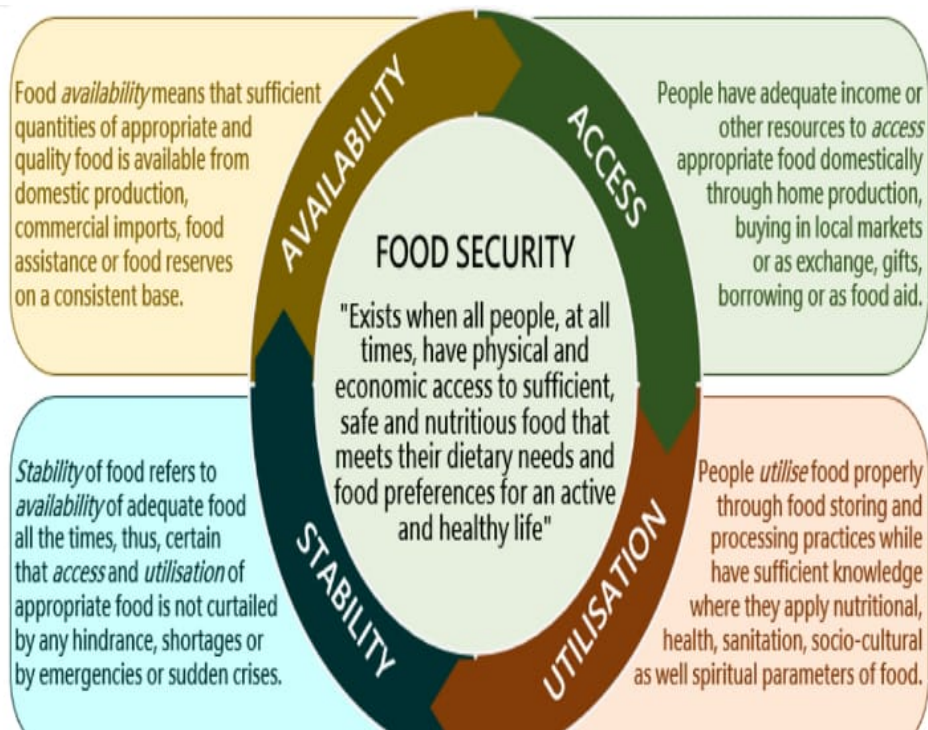 Food availability means that sufficient
quantities of appropriate and
quality food is available from
domestic production,
commercial imports, food
assistance or food reserves
on a consistent base.
AVAILABILITY
ACCESS
People have adequate income or
other resources to access
appropriate food domestically
through home production,
buying in local markets
or as exchange, gifts,
borrowing or as food aid.
FOOD SECURITY
"Exists when all people, at all
times, have physical and
economic access to sufficient,
safe and nutritious food that
meets their dietary needs and
food preferences for an active
and healthy life"
Stability of food refers to
availability of adequate food
all the times, thus, certain
that access and utilisation of
appropriate food is not curtailed
by any hindrance, shortages or
by emergencies or sudden crises.
STABILITY
UTILISATION
People utilise food properly
through food storing and
processing practices while
have sufficient knowledge
where they apply nutritional,
health, sanitation, socio-cultural
as well spiritual parameters of food.